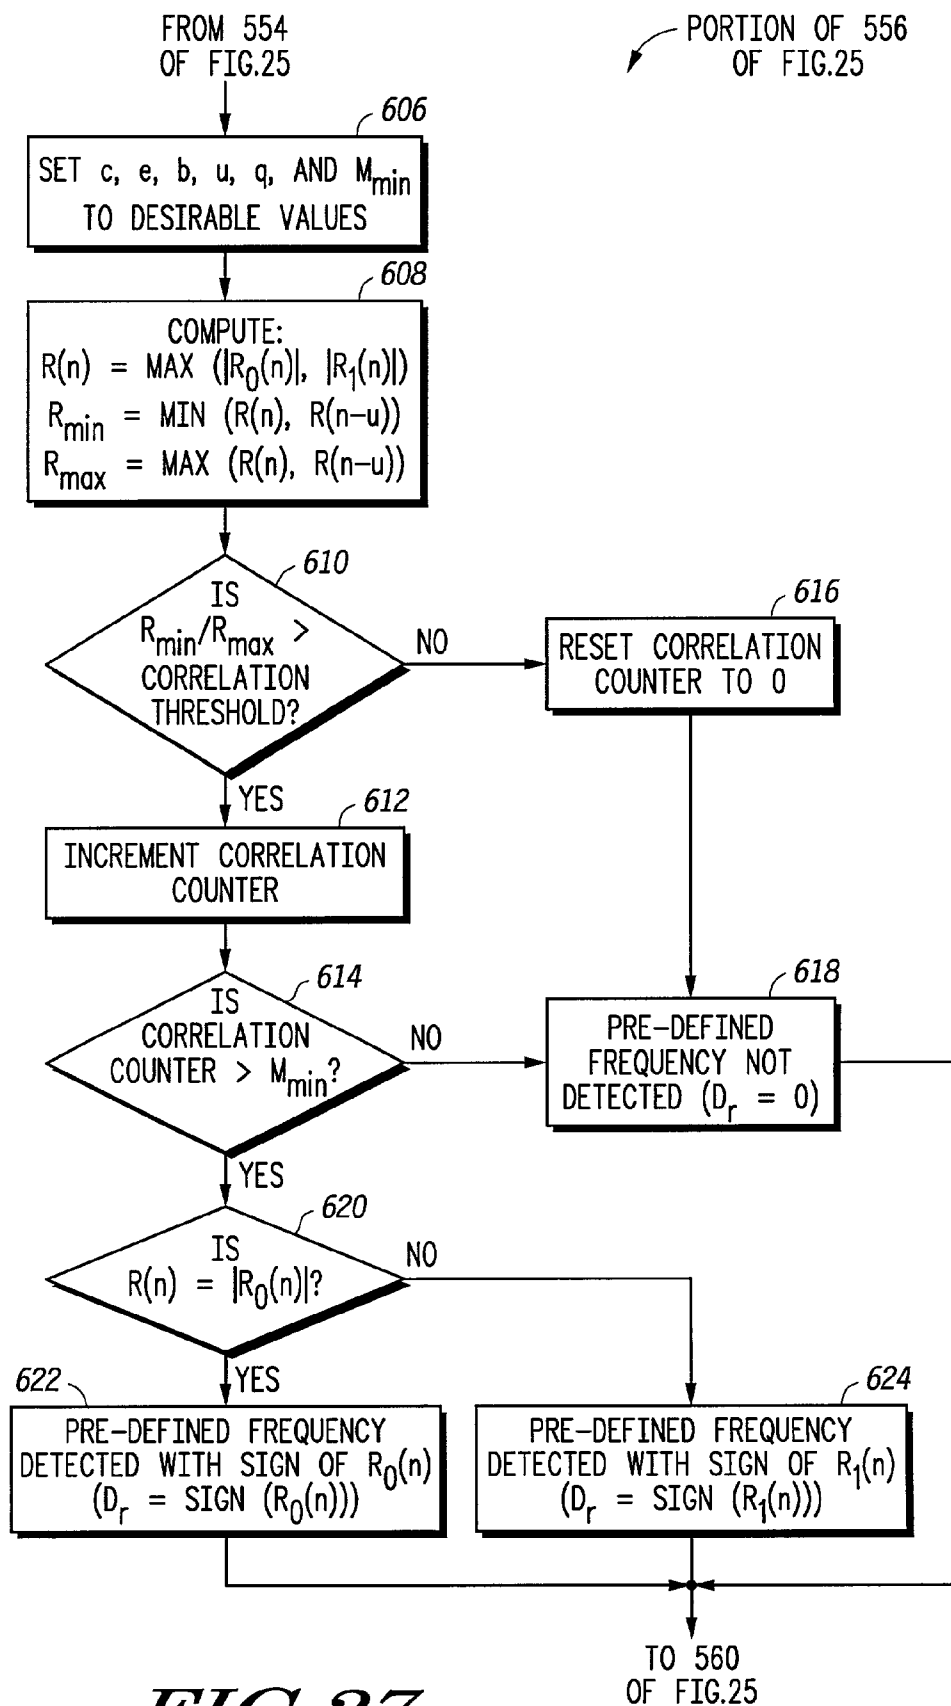 FROM 554
OF FIG.25
PORTION OF 556
OF FIG.25
606
SET c, e, b, u, q, AND Mmin
TO DESIRABLE VALUES
608
COMPUTE:
R(n) = MAX (|R0(n)|, |R1(n)|)
Rmin = MIN (R(n), R(n-u))
Rmax = MAX (R(n), R(n-u))
610
IS
Rmin/Rmax >
CORRELATION
THRESHOLD?
NO
616
RESET CORRELATION
COUNTER TO 0
YES
612
INCREMENT CORRELATION
COUNTER
614
IS
CORRELATION
COUNTER > Mmin?
NO
618
PRE-DEFINED
FREQUENCY NOT
DETECTED (Dr = 0)
YES
620
IS
R(n) = |R0(n)|?
NO
YES
622
PRE-DEFINED FREQUENCY
DETECTED WITH SIGN OF R0(n)
(Dr = SIGN (R0(n)))
624
PRE-DEFINED FREQUENCY
DETECTED WITH SIGN OF R1(n)
(Dr = SIGN (R1(n)))
TO 560
OF FIG.25